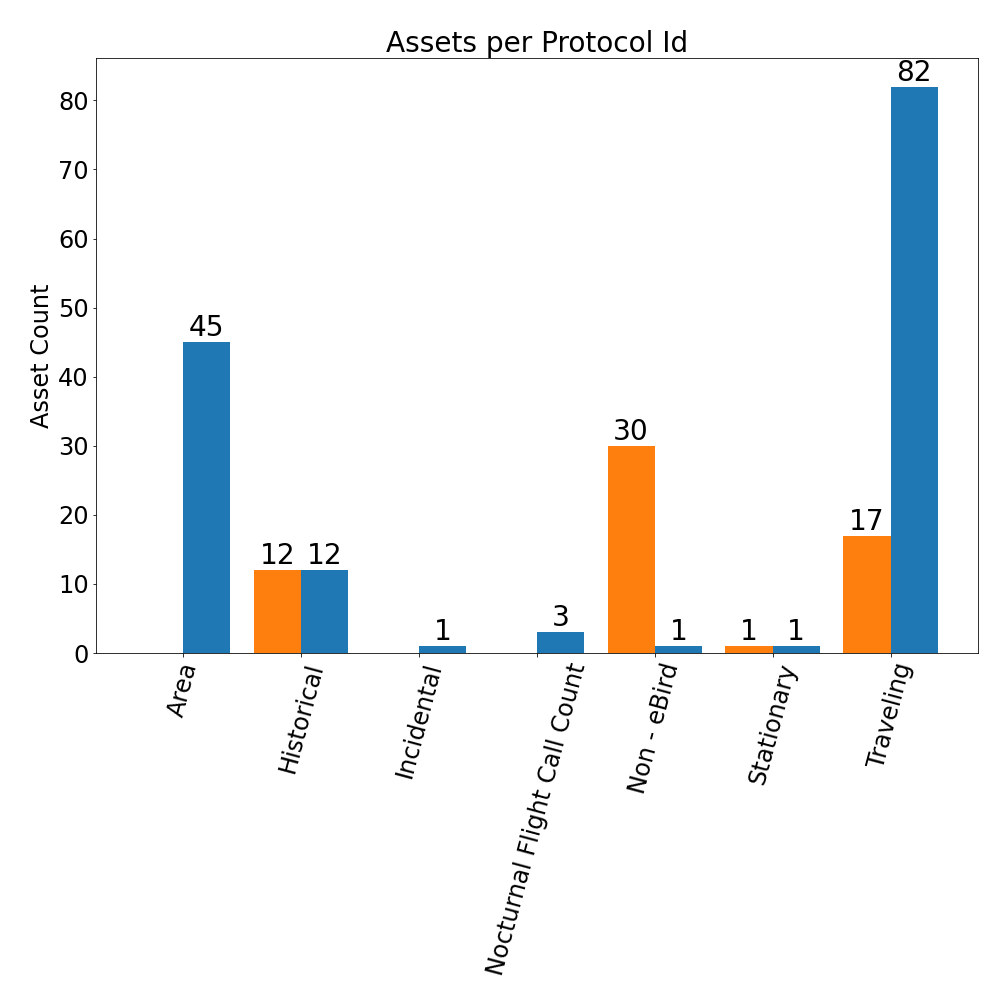 Assets per Protocol Id
Asset Count
80
70
60
50
40
30
20
10
0
45
12 12
1
3
30
1
1 1
17
82
Area
Historical
Incidental
Nocturnal Flight Call Count
Non - eBird
Stationary
Traveling